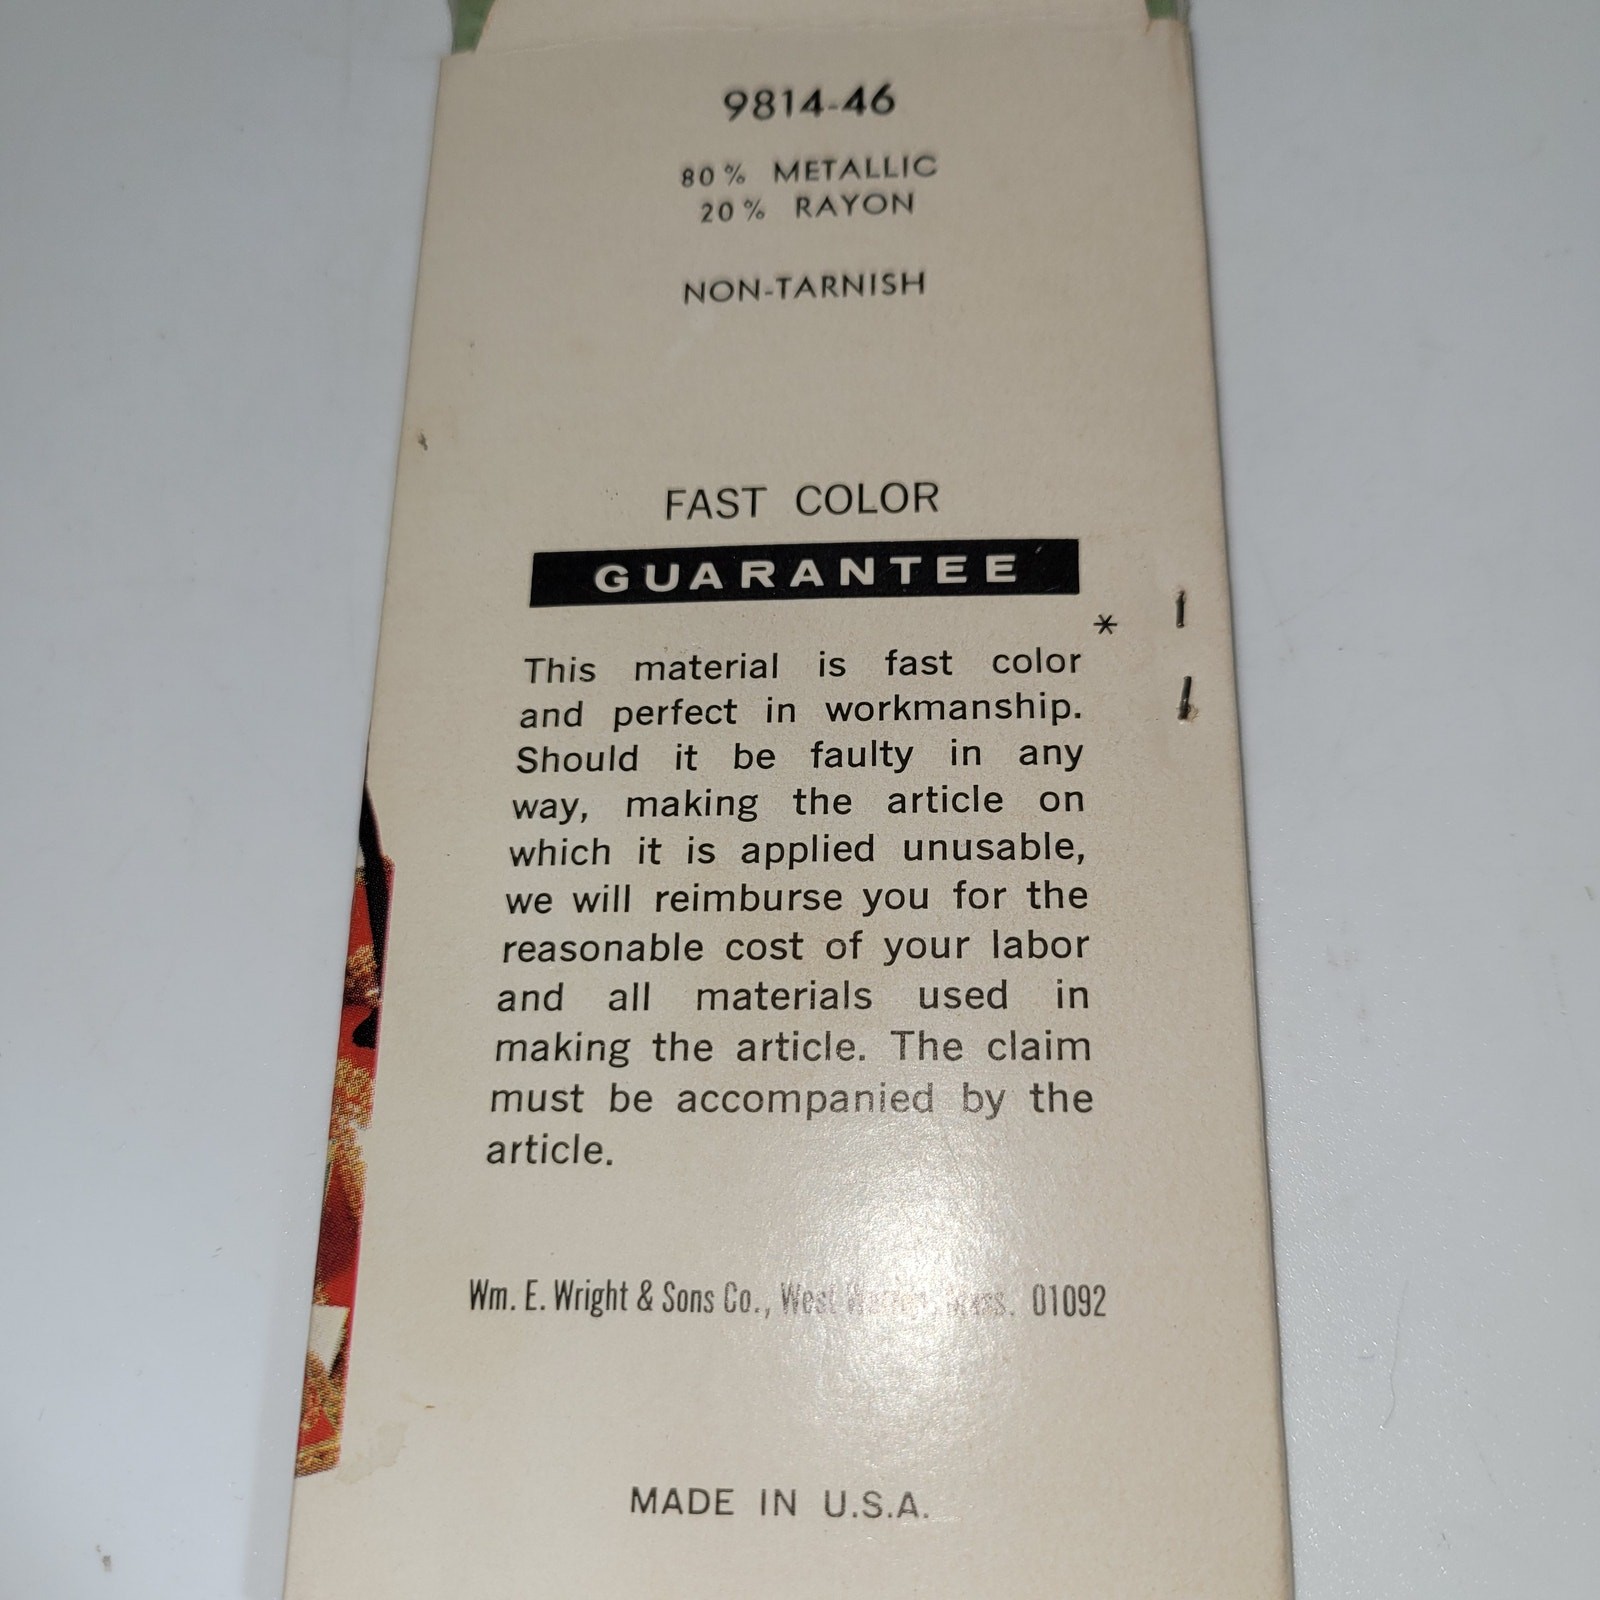 9814-46
80% METALLIC
20% RAYON
NON-TARNISH
FAST COLOR
GUARANTEE
*
This material is fast color
and perfect in workmanship.
Should it be faulty in any
way, making the article on
which it is applied unusable,
we will reimburse you for the
reasonable cost of your labor
and all materials used in
making the article. The claim
must be accompanied by the
article.
Wm. E. Wright & Sons Co., West Warren, Mass. 01092
MADE IN U.S.A.